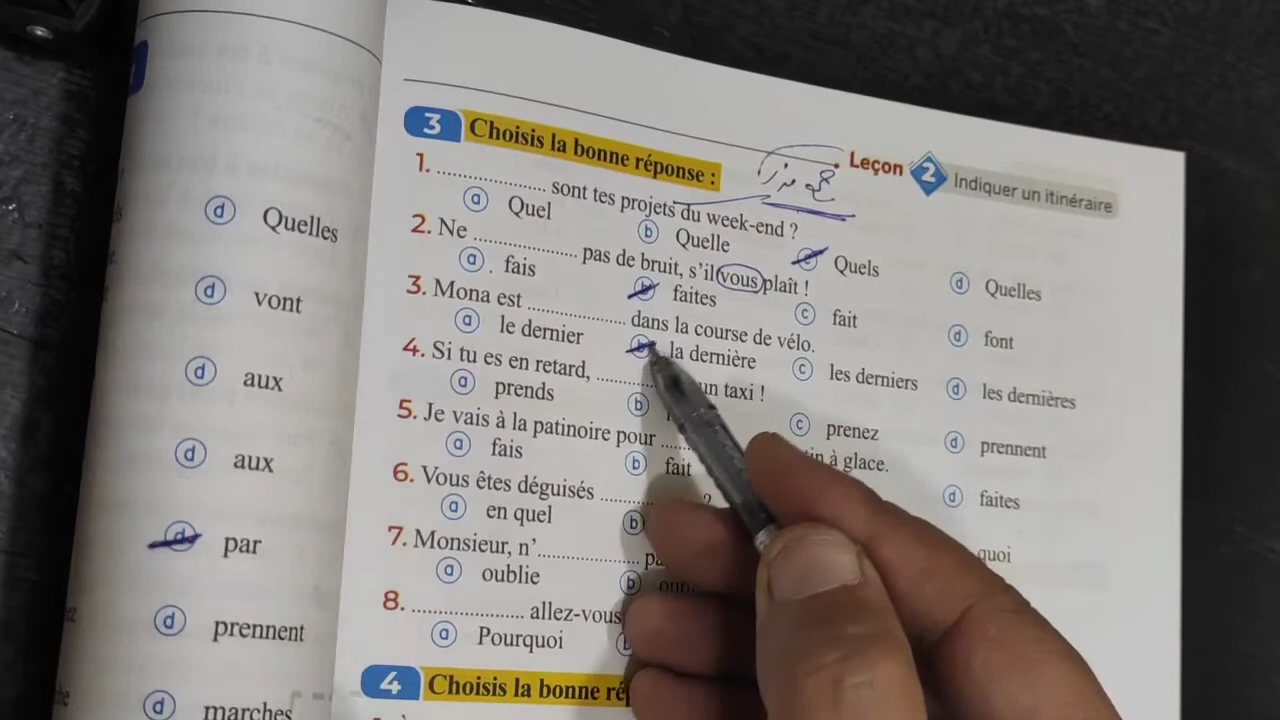 Leçon 2 Indiquer un itinéraire
3 Choisis la bonne réponse :
1. .................... sont tes projets du week-end ?
a Quel b Quelle c Quels d Quelles
2. Ne .................... pas de bruit, s'il vous plaît !
a . fais b faites c fait d font
3. Mona est .................... dans la course de vélo.
a le dernier b la dernière c les derniers d les dernières
4. Si tu es en retard, ............ un taxi !
a prends b c prenez d prennent
5. Je vais à la patinoire pour ...... à glace.
a fais b fait d faites
6. Vous êtes déguisés .......... ?
a en quel b quoi
7. Monsieur, n'....................
a oublie b
8. .................... allez-vous
a Pourquoi
4 Choisis la bonne
d Quelles
d vont
d aux
d aux
d par
d prennent
d marches